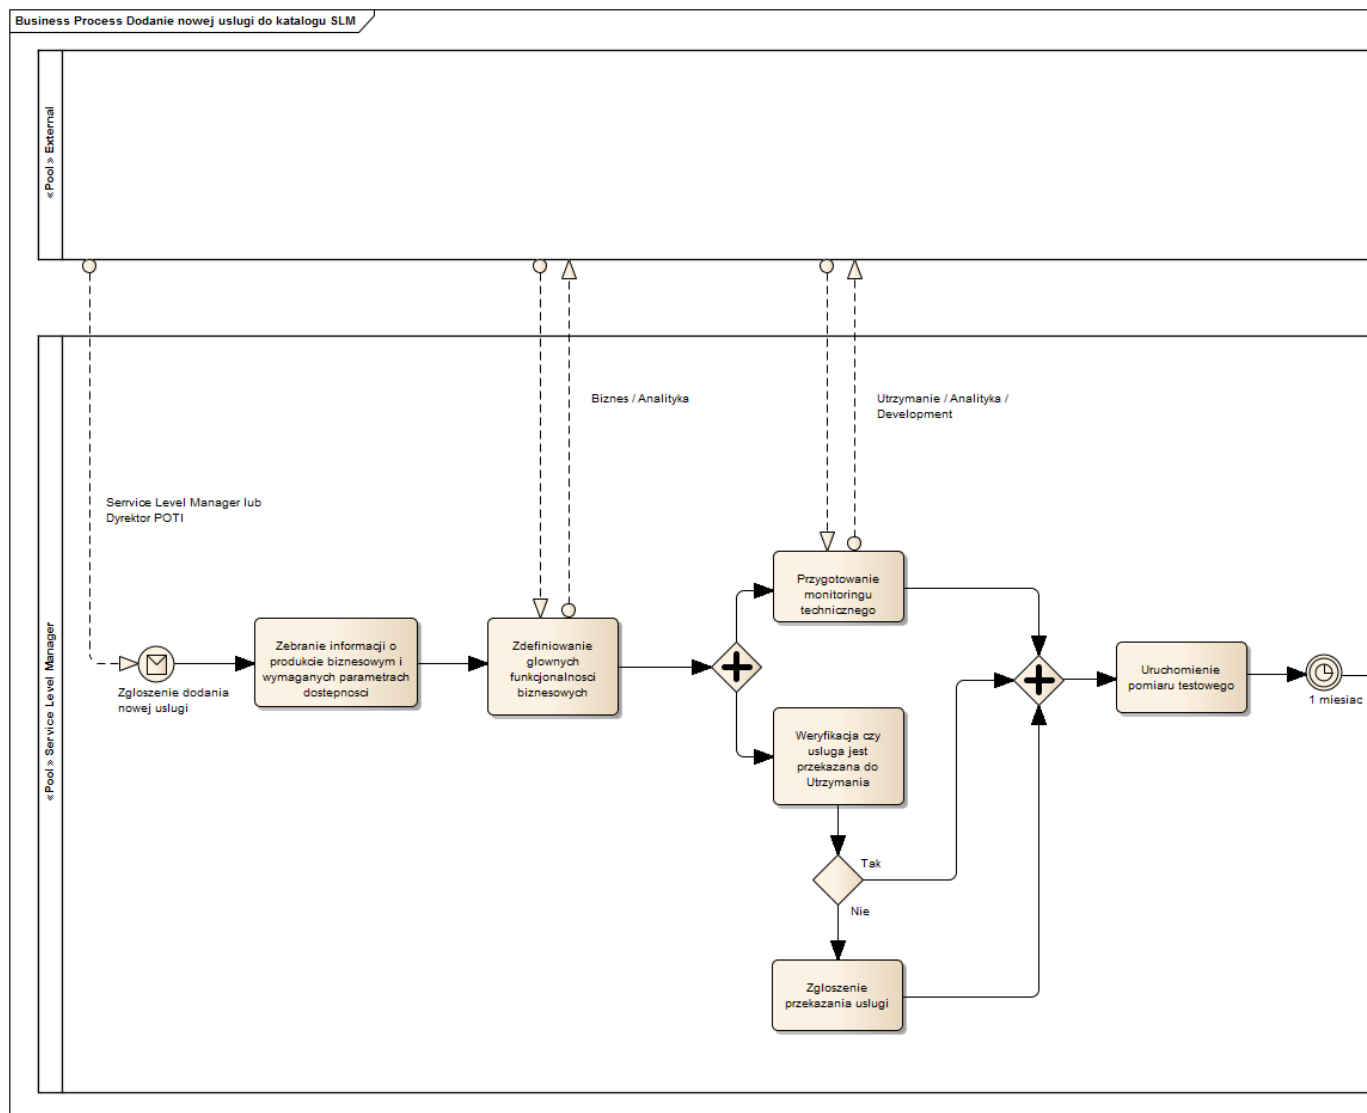 Business Process Dodanie nowej uslugi do katalogu SLM
«Pool» External
Biznes / Analityka
Utrzymanie / Analityka /
Development
Serrvice Level Manager lub
Dyrektor POTI
«Pool» Service Level Manager
Zgloszenie dodania
nowej uslugi
Zebranie informacji o
produkcie biznesowym i
wymaganych parametrach
dostepnosci
Zdefiniowanie
glownych
funkcjonalnosci
biznesowych
Przygotowanie
monitoringu
technicznego
Weryfikacja czy
usluga jest
przekazana do
Utrzymania
Tak
Nie
Zgloszenie
przekazania uslugi
Uruchomienie
pomiaru testowego
1 miesiac